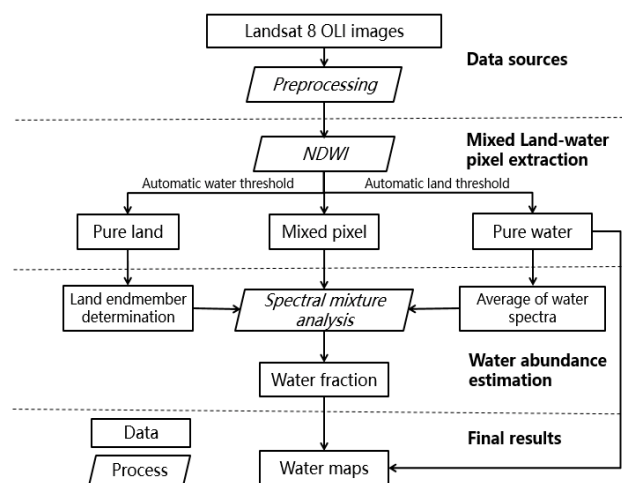 Landsat 8 OLI images
Data sources
Preprocessing
Mixed Land-water
pixel extraction
NDWI
Automatic water threshold
Automatic land threshold
Pure land
Mixed pixel
Pure water
Land endmember
determination
Spectral mixture
analysis
Average of water
spectra
Water abundance
estimation
Water fraction
Final results
Data
Process
Water maps